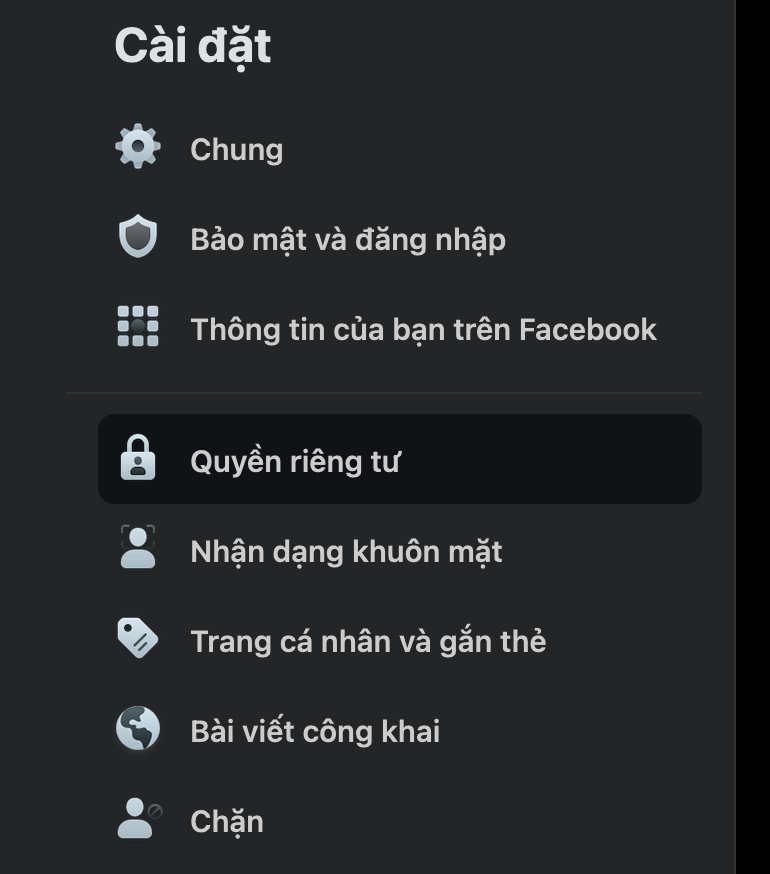 Cài đặt
Chung
Bảo mật và đăng nhập
Thông tin của bạn trên Facebook
Quyền riêng tư
Nhận dạng khuôn mặt
Trang cá nhân và gắn thẻ
Bài viết công khai
Chặn